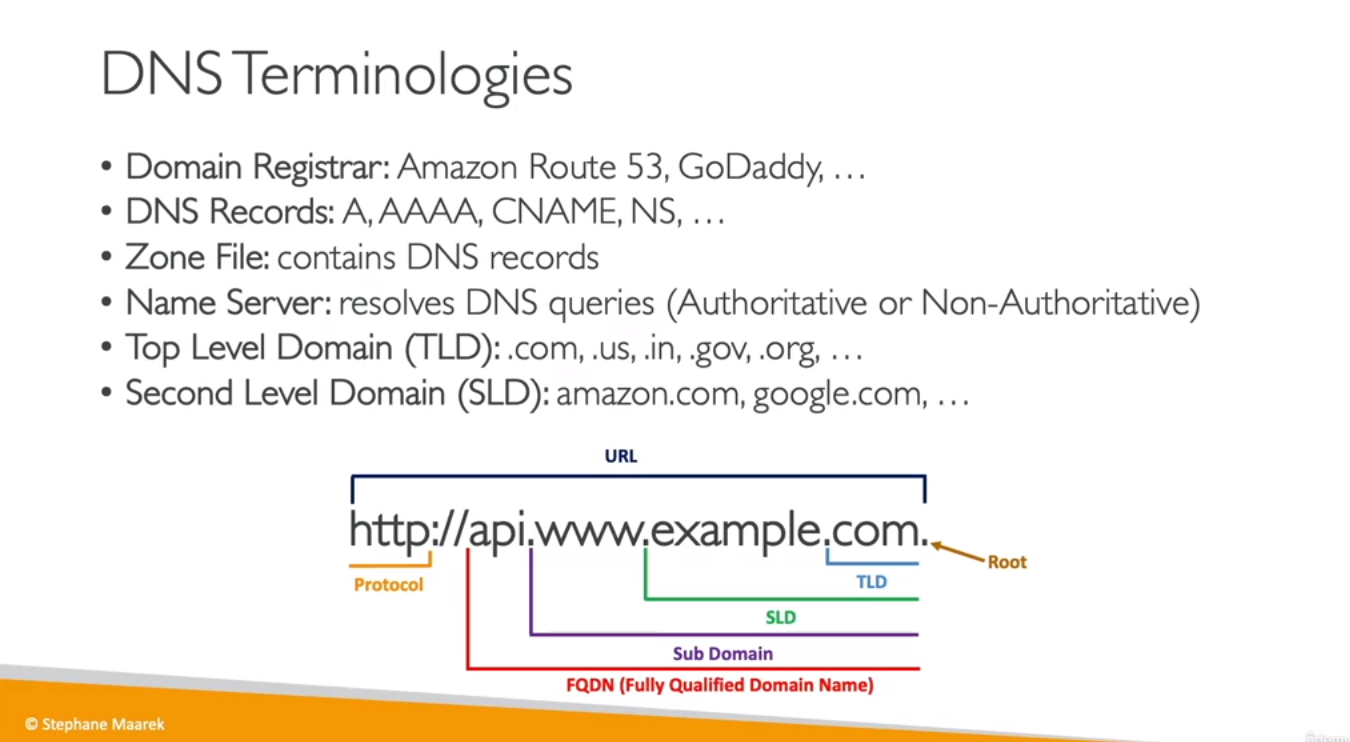 DNS Terminologies
• Domain Registrar: Amazon Route 53, GoDaddy, …
• DNS Records: A, AAAA, CNAME, NS, …
• Zone File: contains DNS records
• Name Server: resolves DNS queries (Authoritative or Non-Authoritative)
• Top Level Domain (TLD): .com, .us, .in, .gov, .org, …
• Second Level Domain (SLD): amazon.com, google.com, …
URL
http://api.www.example.com.
Root
Protocol
TLD
SLD
Sub Domain
FQDN (Fully Qualified Domain Name)
© Stephane Maarek